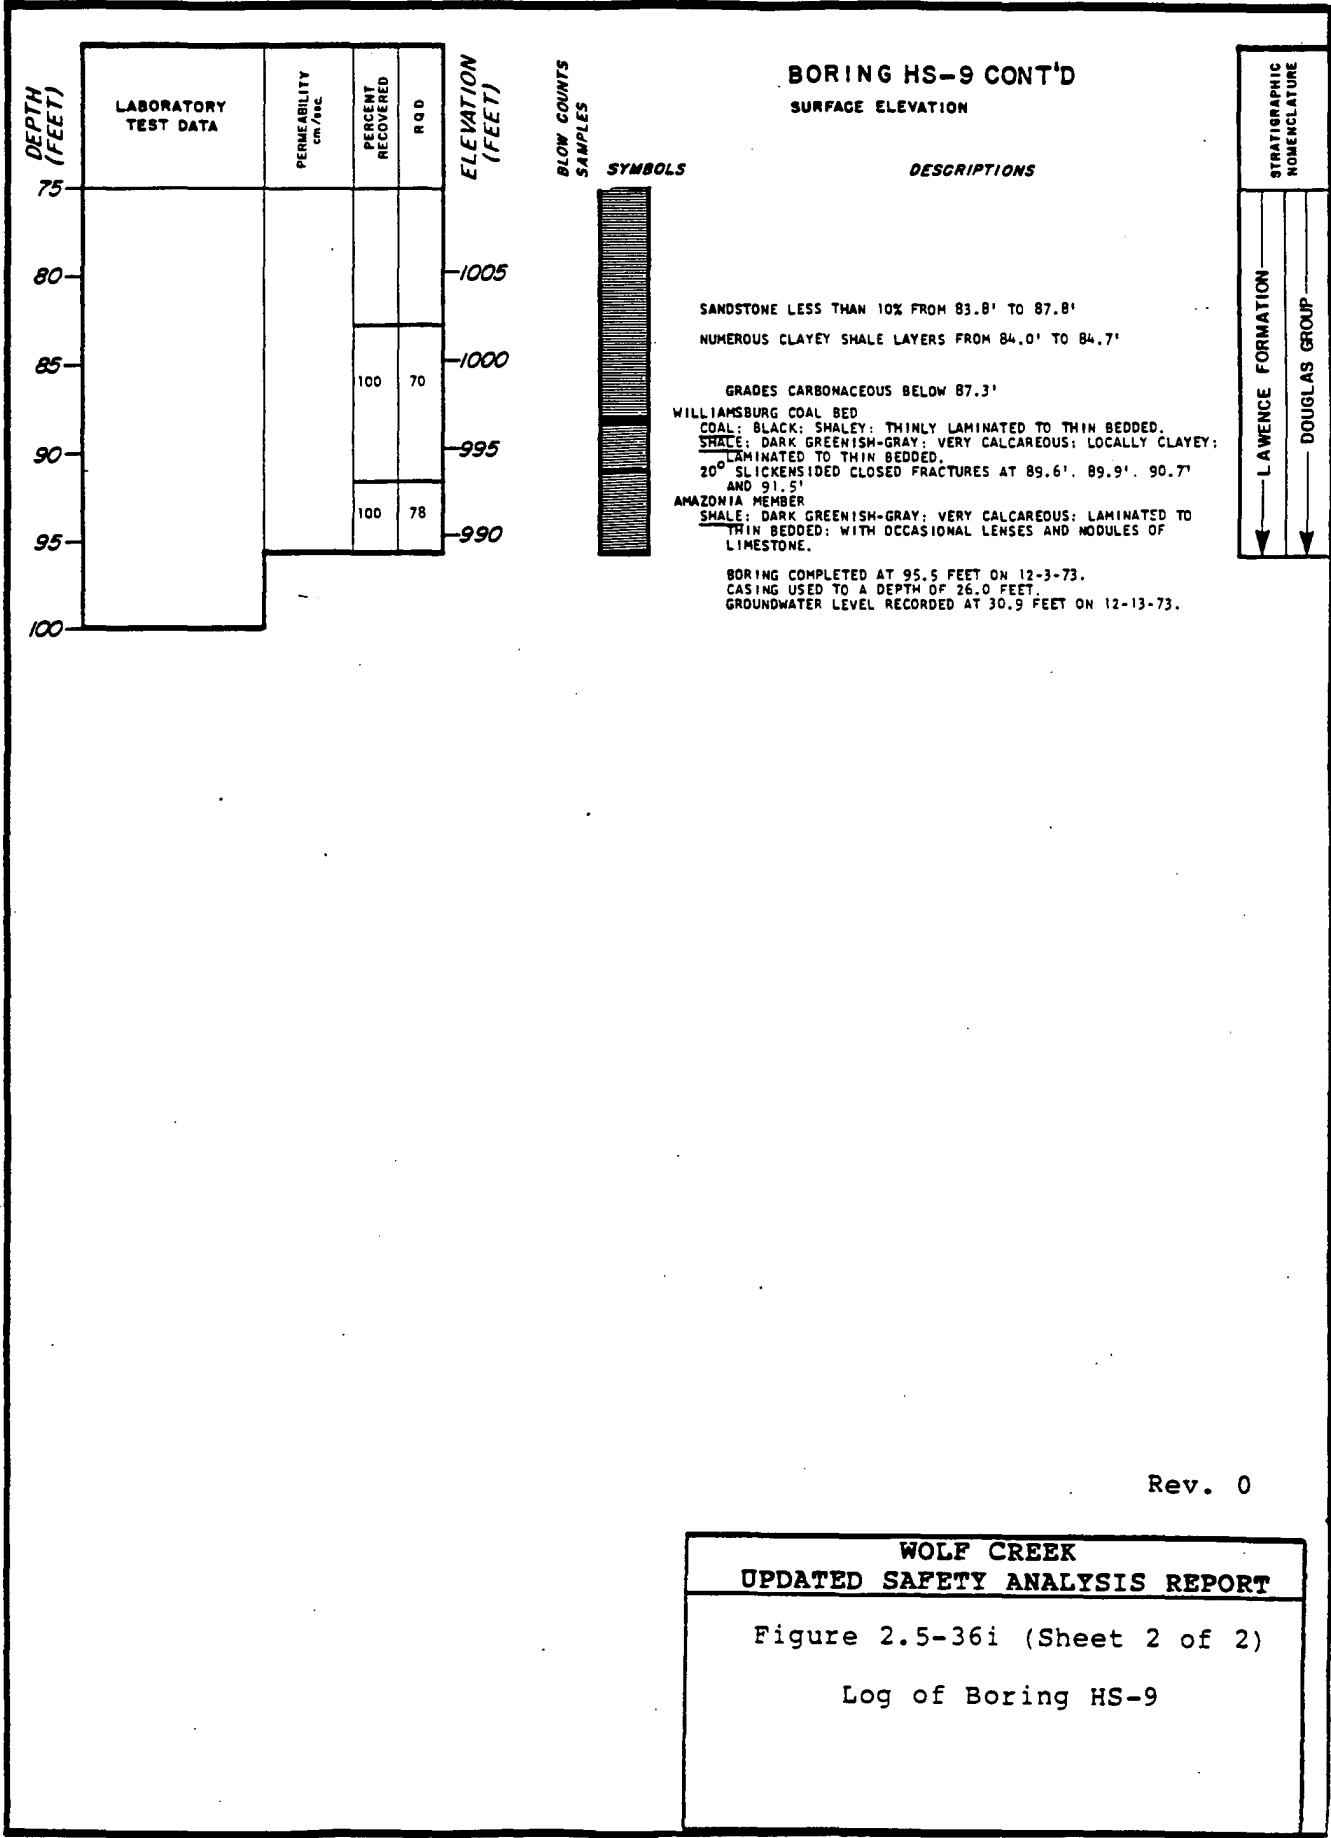 BORING HS-9 CONT'D
SURFACE ELEVATION
DEPTH
(FEET)
LABORATORY
TEST DATA
PERMEABILITY
cm/sec
PERCENT
RECOVERED
RQD
ELEVATION
(FEET)
BLOW COUNTS
SAMPLES
SYMBOLS
DESCRIPTIONS
STRATIGRAPHIC
NOMENCLATURE
75
80
85
90
95
100
1005
1000
995
990
100 70
100 78
SANDSTONE LESS THAN 10% FROM 83.8' TO 87.8'
NUMEROUS CLAYEY SHALE LAYERS FROM 84.0' TO 84.7'
GRADES CARBONACEOUS BELOW 87.3'
WILLIAMSBURG COAL BED
COAL; BLACK; SHALEY; THINLY LAMINATED TO THIN BEDDED.
SHALE; DARK GREENISH-GRAY; VERY CALCAREOUS; LOCALLY CLAYEY;
LAMINATED TO THIN BEDDED.
20° SLICKENSIDED CLOSED FRACTURES AT 89.6', 89.9', 90.7'
AND 91.5'
AMAZONIA MEMBER
SHALE; DARK GREENISH-GRAY; VERY CALCAREOUS; LAMINATED TO
THIN BEDDED; WITH OCCASIONAL LENSES AND NODULES OF
LIMESTONE.
BORING COMPLETED AT 95.5 FEET ON 12-3-73.
CASING USED TO A DEPTH OF 26.0 FEET.
GROUNDWATER LEVEL RECORDED AT 30.9 FEET ON 12-13-73.
LAWENCE FORMATION
DOUGLAS GROUP
Rev. 0
WOLF CREEK
UPDATED SAFETY ANALYSIS REPORT
Figure 2.5-36i (Sheet 2 of 2)
Log of Boring HS-9